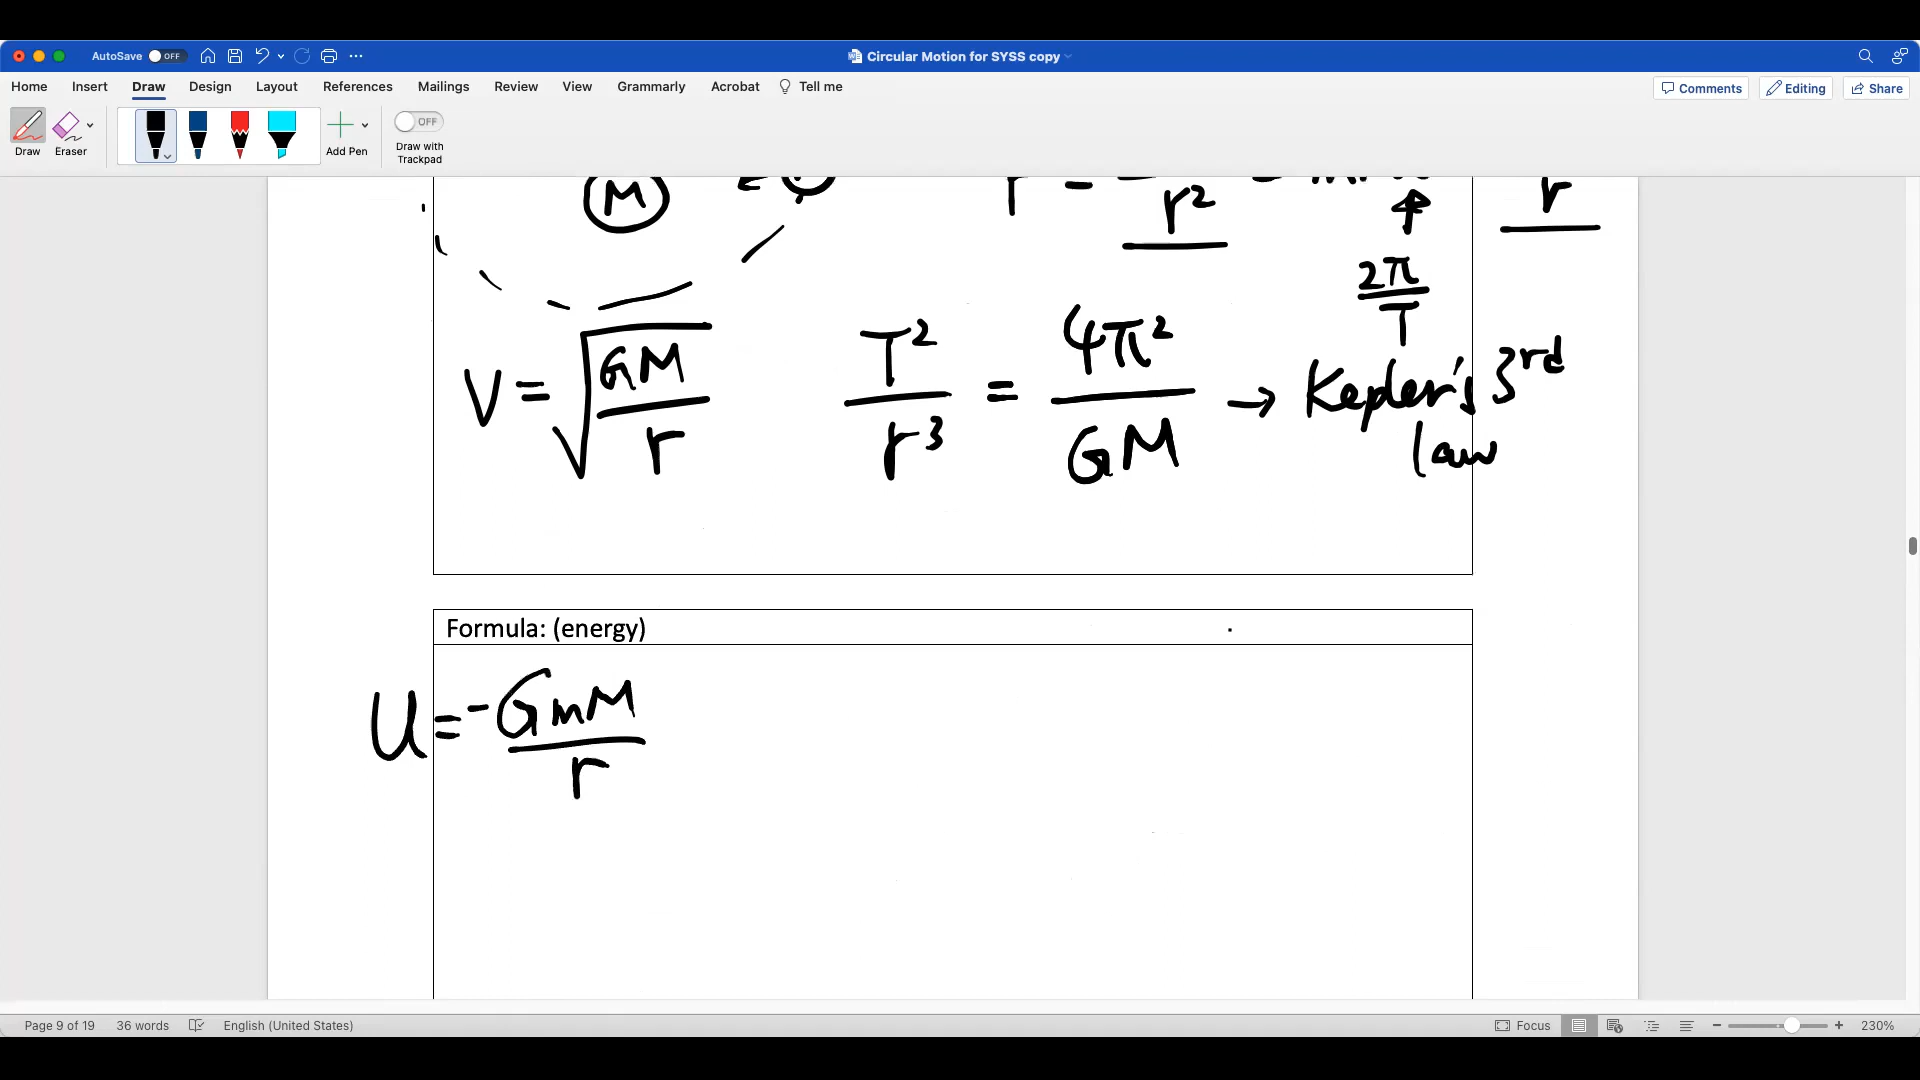 AutoSave OFF
Circular Motion for SYSS copy
Home Insert Draw Design Layout References Mailings Review View Grammarly Acrobat Tell me
Comments Editing Share
OFF
Draw Eraser Add Pen Draw with
Trackpad
M r² r
2π
T
V = √(GM/r) T²/r³ = 4π²/GM → Kepler's 3rd
law
Formula: (energy)
U = -GmM/r
Page 9 of 19 36 words English (United States) Focus 230%